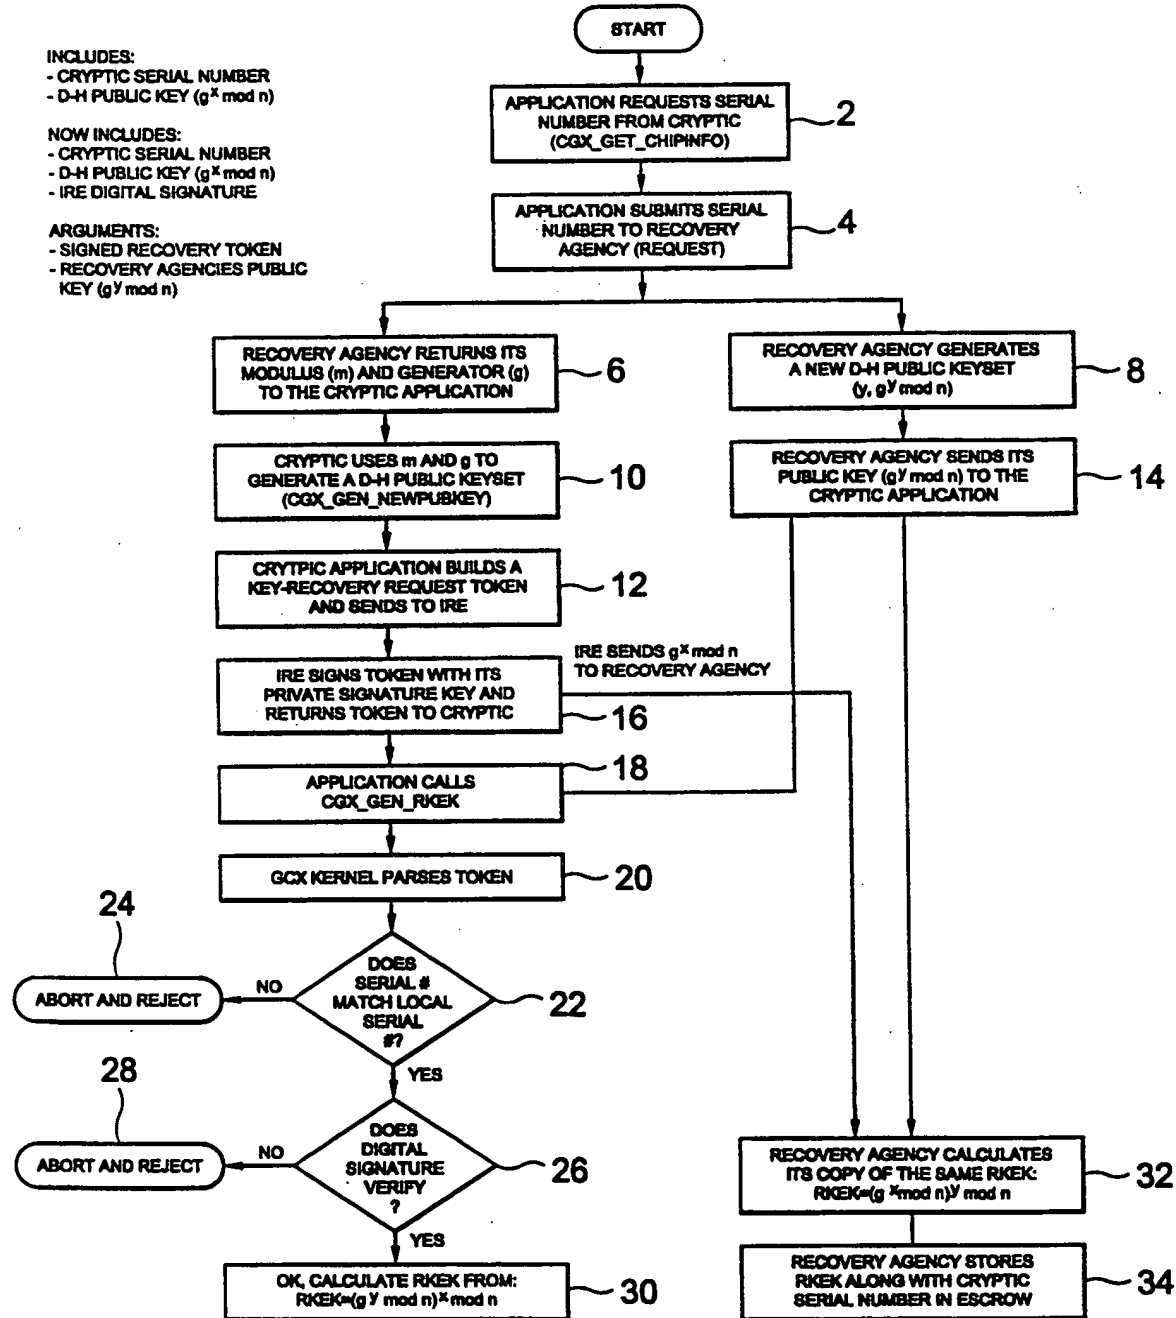 START
INCLUDES:
- CRYPTIC SERIAL NUMBER
- D-H PUBLIC KEY (gˣ mod n)
NOW INCLUDES:
- CRYPTIC SERIAL NUMBER
- D-H PUBLIC KEY (gˣ mod n)
- IRE DIGITAL SIGNATURE
ARGUMENTS:
- SIGNED RECOVERY TOKEN
- RECOVERY AGENCIES PUBLIC
KEY (gʸ mod n)
APPLICATION REQUESTS SERIAL
NUMBER FROM CRYPTIC
(CGX_GET_CHIPINFO)
2
APPLICATION SUBMITS SERIAL
NUMBER TO RECOVERY
AGENCY (REQUEST)
4
RECOVERY AGENCY RETURNS ITS
MODULUS (m) AND GENERATOR (g)
TO THE CRYPTIC APPLICATION
6
RECOVERY AGENCY GENERATES
A NEW D-H PUBLIC KEYSET
(y, gʸ mod n)
8
CRYPTIC USES m AND g TO
GENERATE A D-H PUBLIC KEYSET
(CGX_GEN_NEWPUBKEY)
10
RECOVERY AGENCY SENDS ITS
PUBLIC KEY (gʸ mod n) TO THE
CRYPTIC APPLICATION
14
CRYTPIC APPLICATION BUILDS A
KEY-RECOVERY REQUEST TOKEN
AND SENDS TO IRE
12
IRE SIGNS TOKEN WITH ITS
PRIVATE SIGNATURE KEY AND
RETURNS TOKEN TO CRYPTIC
16
IRE SENDS gˣ mod n
TO RECOVERY AGENCY
APPLICATION CALLS
CGX_GEN_RKEK
18
GCX KERNEL PARSES TOKEN
20
DOES
SERIAL #
MATCH LOCAL
SERIAL
#?
22
NO
24
ABORT AND REJECT
YES
DOES
DIGITAL
SIGNATURE
VERIFY
?
26
NO
28
ABORT AND REJECT
YES
OK, CALCULATE RKEK FROM:
RKEK=(gʸ mod n)ˣ mod n
30
RECOVERY AGENCY CALCULATES
ITS COPY OF THE SAME RKEK:
RKEK=(gˣ mod n)ʸ mod n
32
RECOVERY AGENCY STORES
RKEK ALONG WITH CRYPTIC
SERIAL NUMBER IN ESCROW
34